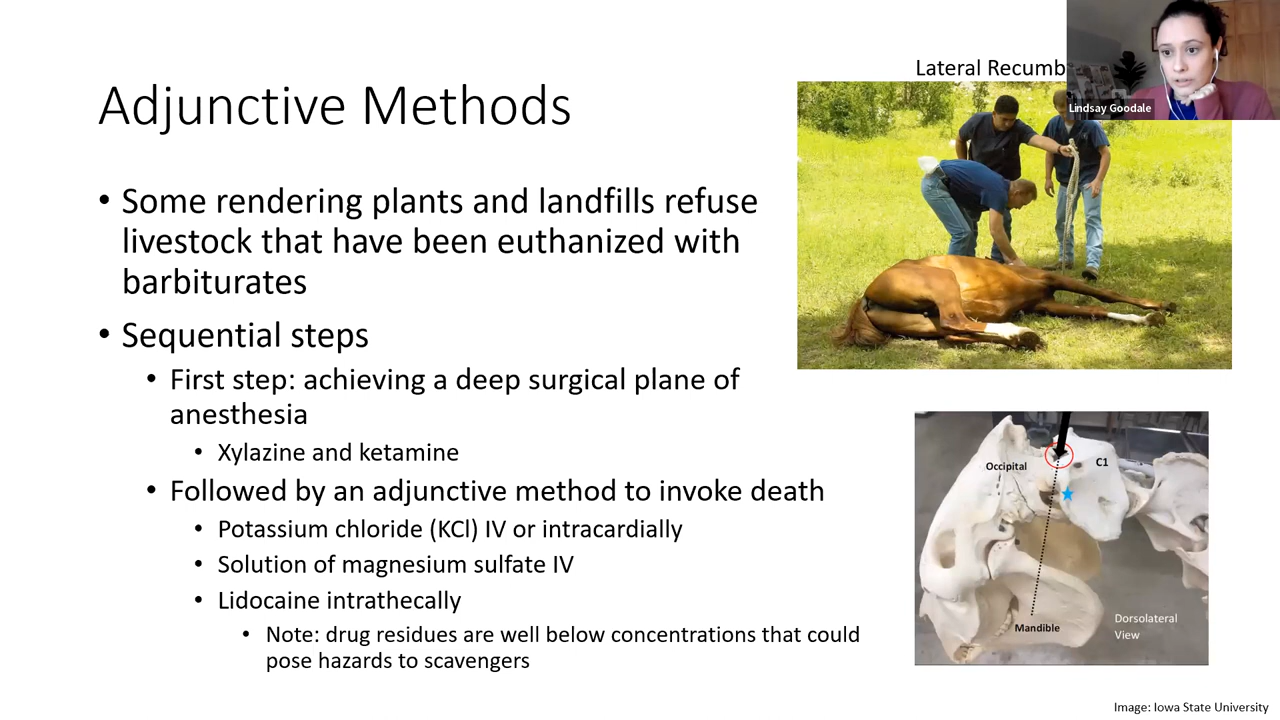 Adjunctive Methods
• Some rendering plants and landfills refuse
livestock that have been euthanized with
barbiturates
• Sequential steps
• First step: achieving a deep surgical plane of
anesthesia
• Xylazine and ketamine
• Followed by an adjunctive method to invoke death
• Potassium chloride (KCl) IV or intracardially
• Solution of magnesium sulfate IV
• Lidocaine intrathecally
• Note: drug residues are well below concentrations that could
pose hazards to scavengers
Lateral
Lindsay Goodale
Occipital
C1
Mandible
Dorsolateral
View
Image: Iowa State University